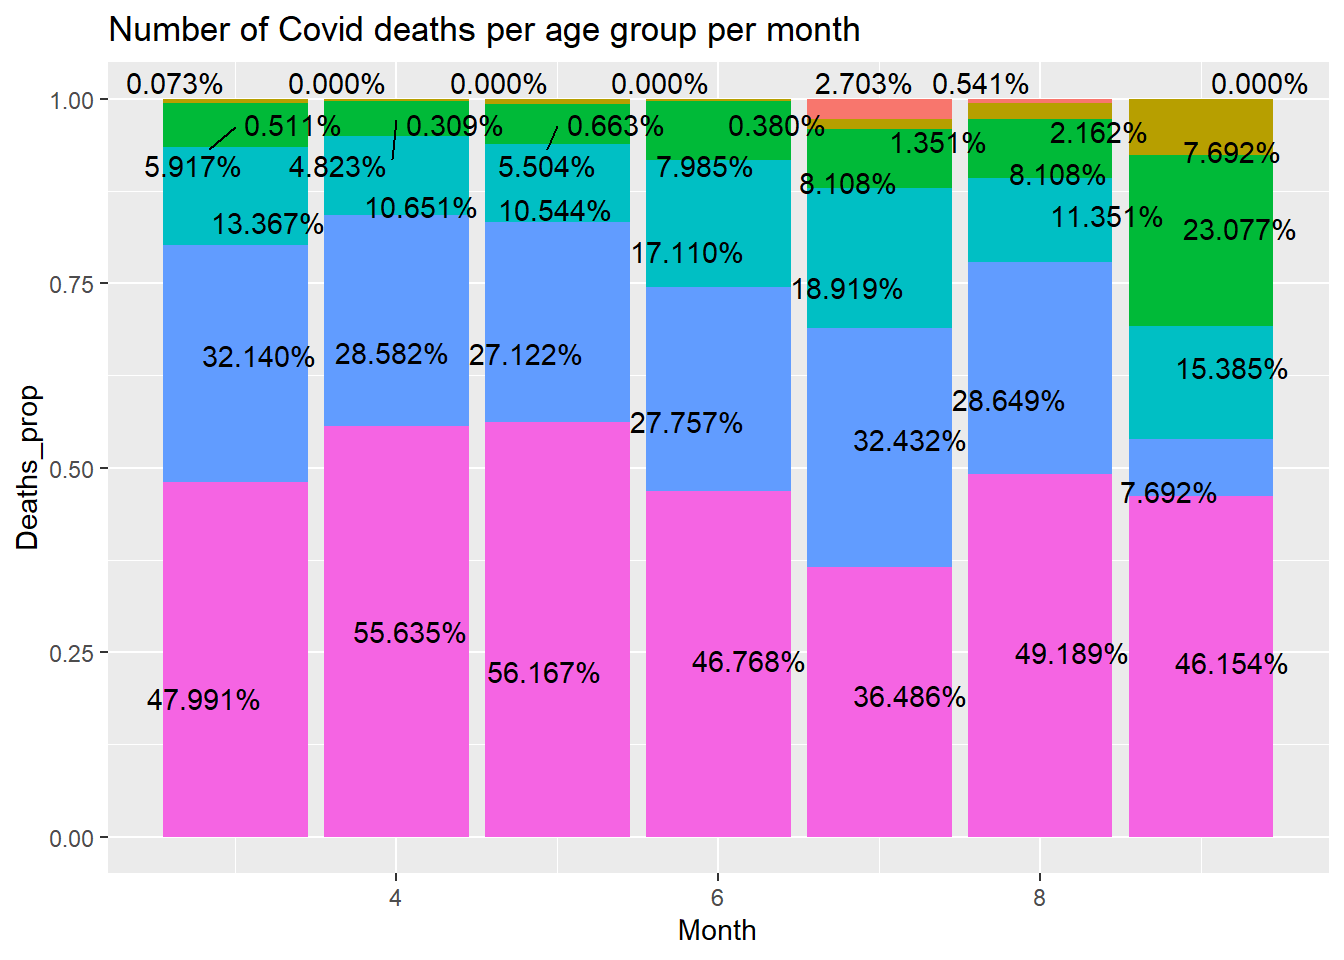 Number of Covid deaths per age group per month
0.073% 0.000% 0.000% 0.000% 2.703% 0.541% 0.000%
1.00
0.511% 0.309% 0.663% 0.380% 1.351% 2.162% 7.692%
5.917% 4.823% 5.504% 7.985% 8.108% 8.108%
13.367% 10.651% 10.544% 17.110% 18.919% 11.351% 23.077%
0.75
32.140% 28.582% 27.122% 27.757% 32.432% 28.649% 15.385%
0.50
7.692%
55.635% 56.167% 46.768% 49.189% 46.154%
0.25
47.991% 36.486%
0.00
4 6 8
Month
Deaths_prop